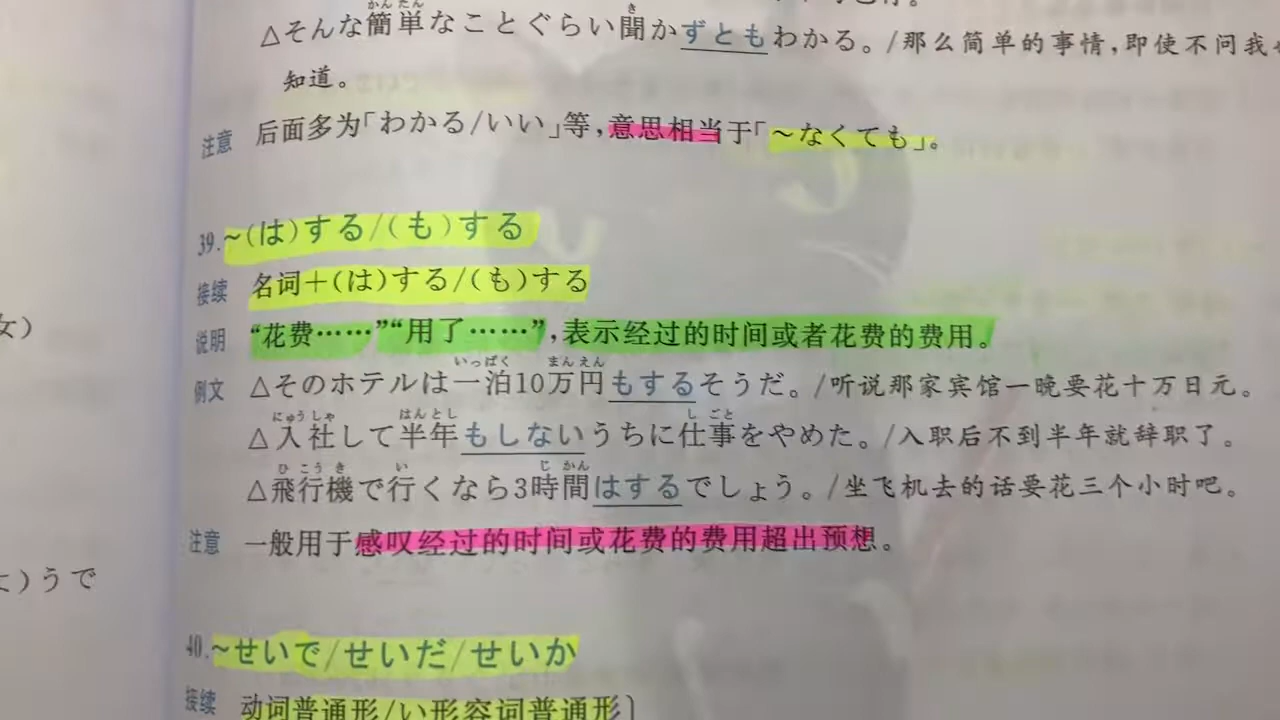 △そんな簡単なことぐらい聞かずともわかる。/那么简单的事情,即使不问我
知道。
注意 后面多为「わかる/いい」等,意思相当于「~なくても」。
39.~(は)する/(も)する
接续 名词+(は)する/(も)する
说明 “花费……”“用了……”,表示经过的时间或者花费的费用。
例文 △そのホテルは一泊10万円もするそうだ。/听说那家宾馆一晚要花十万日元。
△入社して半年もしないうちに仕事をやめた。/入职后不到半年就辞职了。
△飛行機で行くなら3時間はするでしょう。/坐飞机去的话要花三个小时吧。
注意 一般用于感叹经过的时间或花费的费用超出预想。
40.~せいで/せいだ/せいか
接续 动词普通形/い形容词普通形
女)
)うで